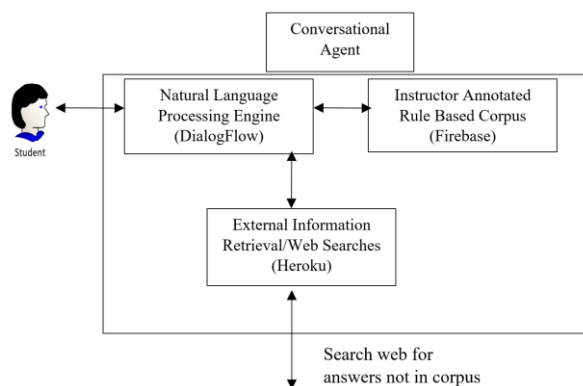 Conversational
Agent
Natural Language
Processing Engine
(DialogFlow)
Instructor Annotated
Rule Based Corpus
(Firebase)
Student
External Information
Retrieval/Web Searches
(Heroku)
Search web for
answers not in corpus